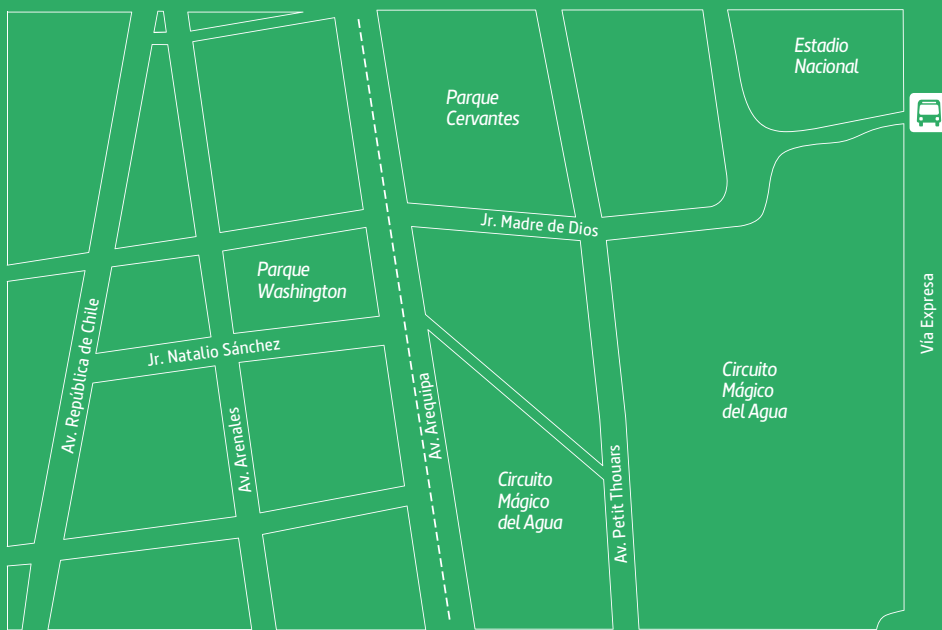 Estadio
Nacional
Parque
Cervantes
Jr. Madre de Dios
Parque
Washington
Vía Expresa
Av. República de Chile
Jr. Natalio Sánchez
Circuito
Mágico
del Agua
Av. Arenales
Av. Arequipa
Circuito
Mágico
del Agua
Av. Petit Thouars